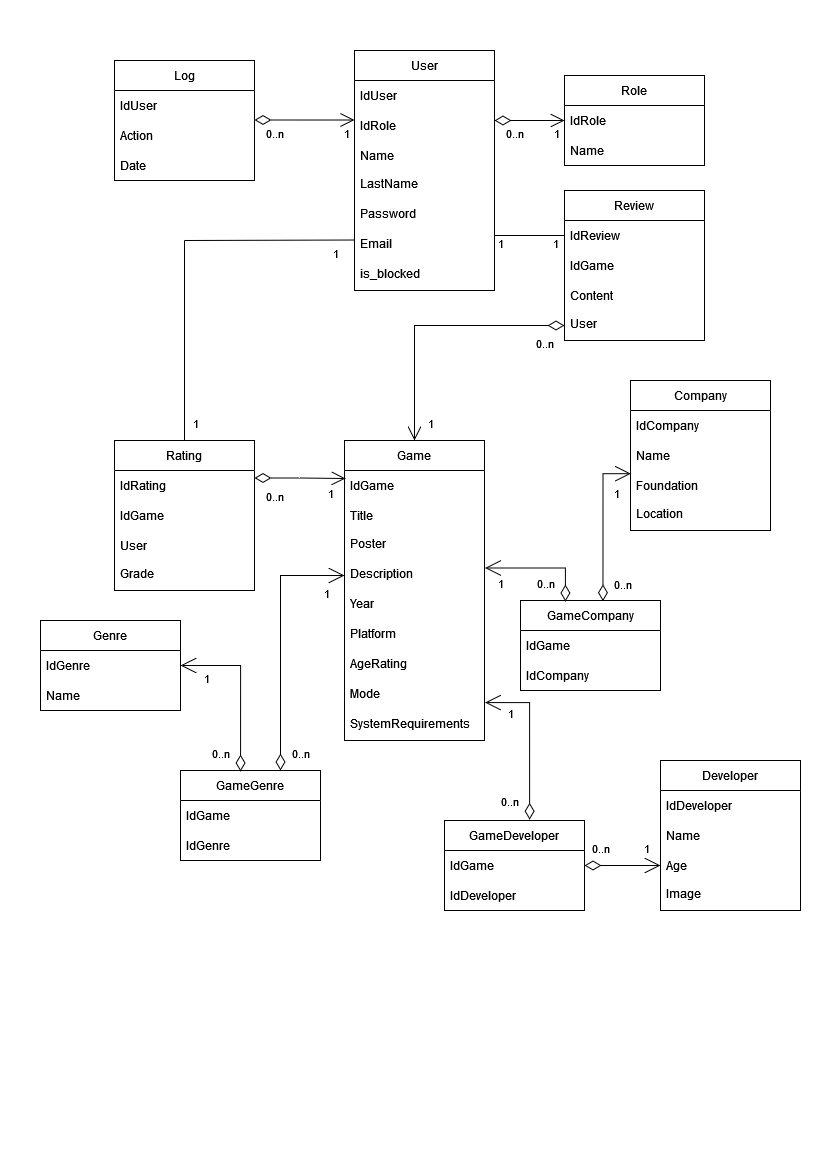 Log
IdUser
Action
Date
0..n
1
User
IdUser
IdRole
Name
LastName
Password
Email
is_blocked
0..n
1
Role
IdRole
Name
1
1
Review
IdReview
IdGame
Content
User
0..n
1
1
1
Rating
IdRating
IdGame
User
Grade
0..n
1
Game
IdGame
Title
Poster
Description
Year
Platform
AgeRating
Mode
SystemRequirements
Company
IdCompany
Name
Foundation
Location
1
0..n
1
0..n
GameCompany
IdGame
IdCompany
Genre
IdGenre
Name
1
0..n
1
0..n
GameGenre
IdGame
IdGenre
1
0..n
GameDeveloper
IdGame
IdDeveloper
0..n
1
Developer
IdDeveloper
Name
Age
Image